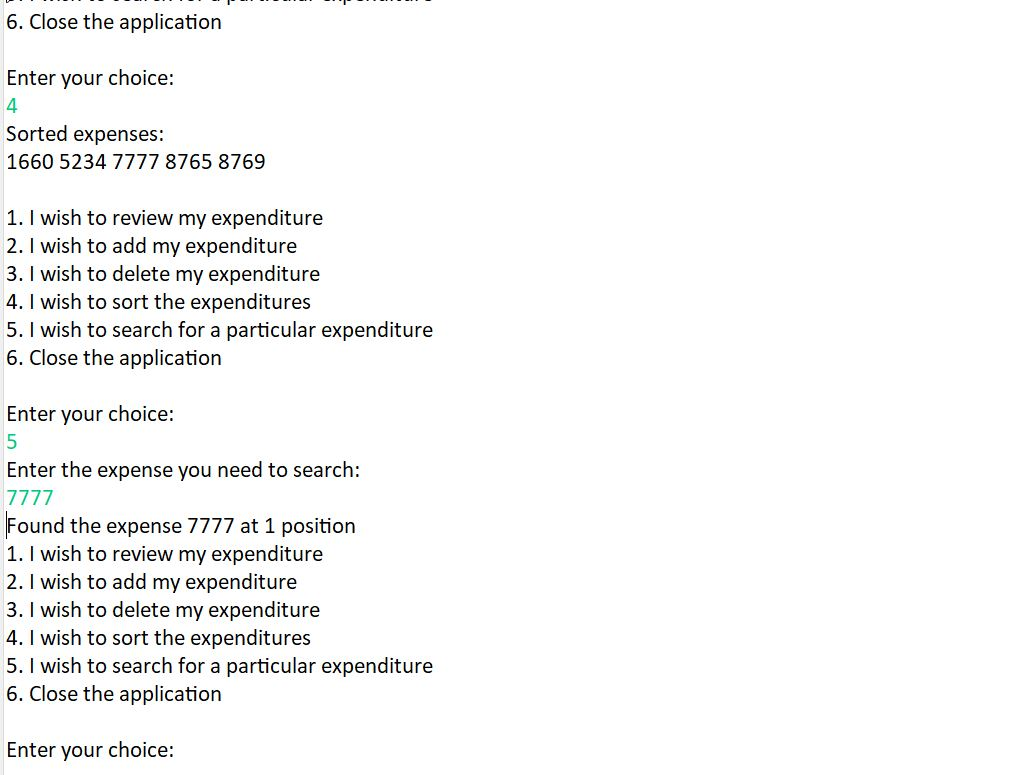 6. Close the application
Enter your choice:
4
Sorted expenses:
1660 5234 7777 8765 8769
1. I wish to review my expenditure
2. I wish to add my expenditure
3. I wish to delete my expenditure
4. I wish to sort the expenditures
5. I wish to search for a particular expenditure
6. Close the application
Enter your choice:
5
Enter the expense you need to search:
7777
Found the expense 7777 at 1 position
1. I wish to review my expenditure
2. I wish to add my expenditure
3. I wish to delete my expenditure
4. I wish to sort the expenditures
5. I wish to search for a particular expenditure
6. Close the application
Enter your choice: